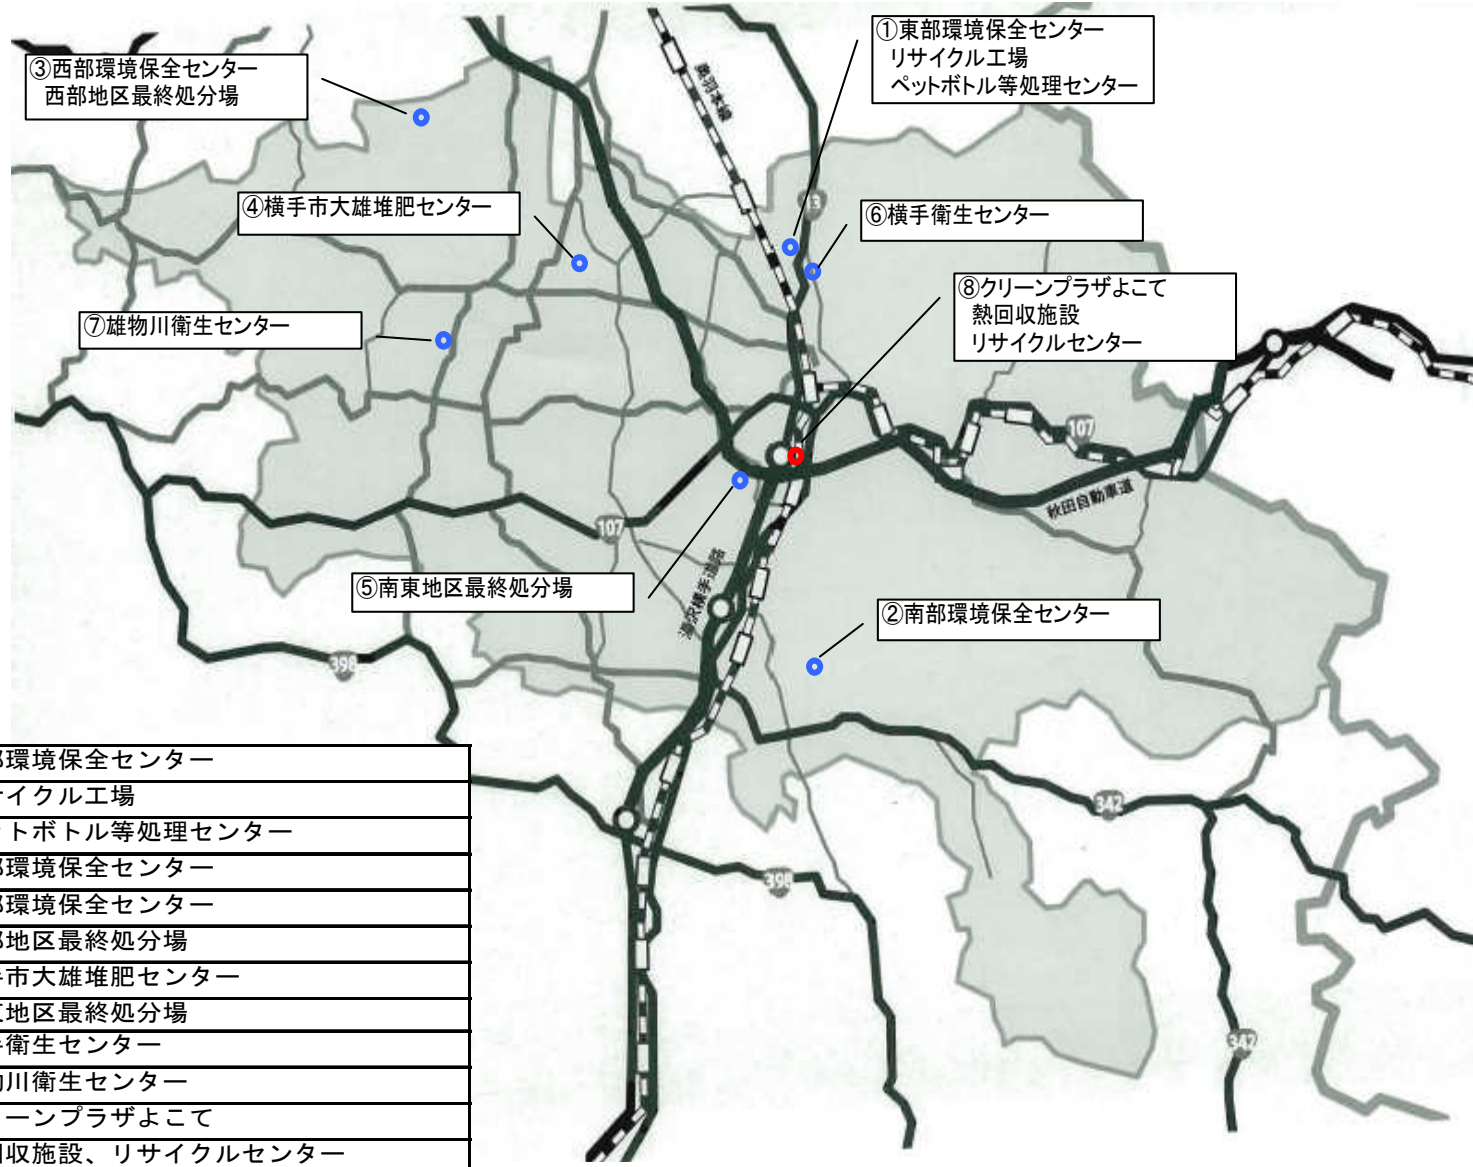 ①東部環境保全センター
リサイクル工場
ペットボトル等処理センター
③西部環境保全センター
西部地区最終処分場
奥羽本線
④横手市大雄堆肥センター
13
⑥横手衛生センター
⑧クリーンプラザよこて
熱回収施設
リサイクルセンター
⑦雄物川衛生センター
107
秋田自動車道
107
⑤南東地区最終処分場
湯沢横手道路
②南部環境保全センター
398
342
398
342
環境保全センター
イクル工場
トボトル等処理センター
環境保全センター
環境保全センター
地区最終処分場
市大雄堆肥センター
地区最終処分場
衛生センター
川衛生センター
ーンプラザよこて
収施設、リサイクルセンター